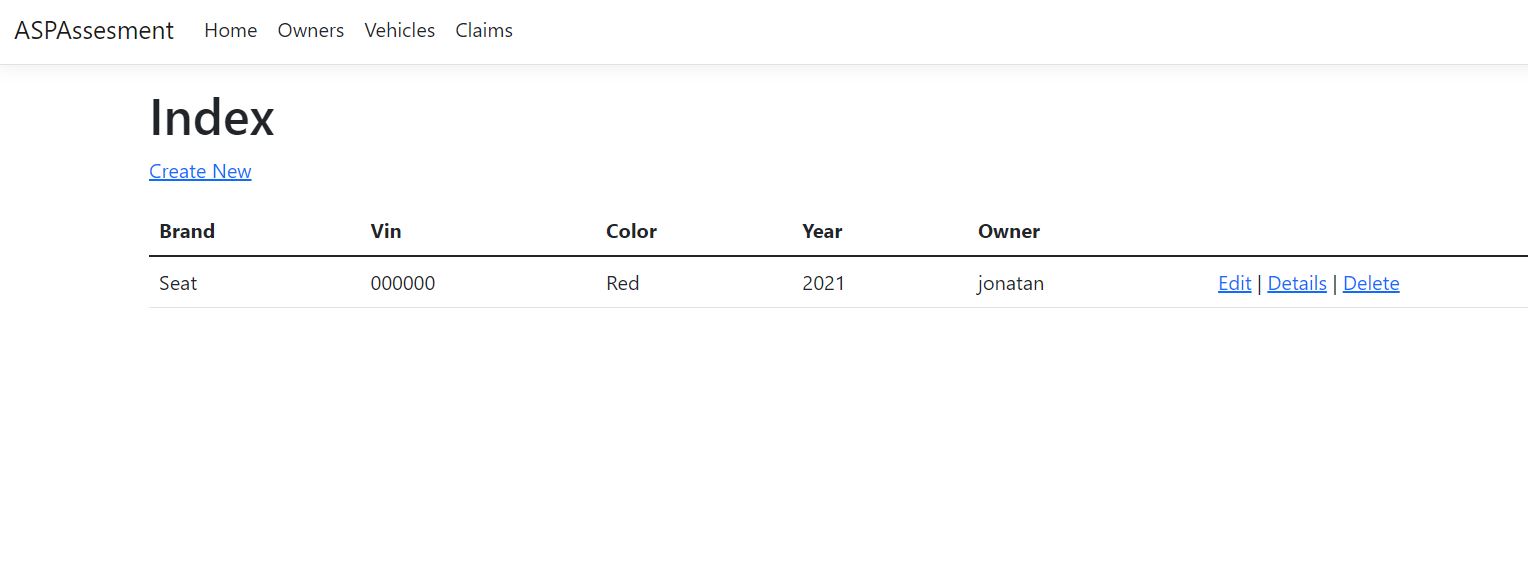 ASPAssesment Home Owners Vehicles Claims
Index
Create New
Brand Vin Color Year Owner
Seat 000000 Red 2021 jonatan Edit | Details | Delete